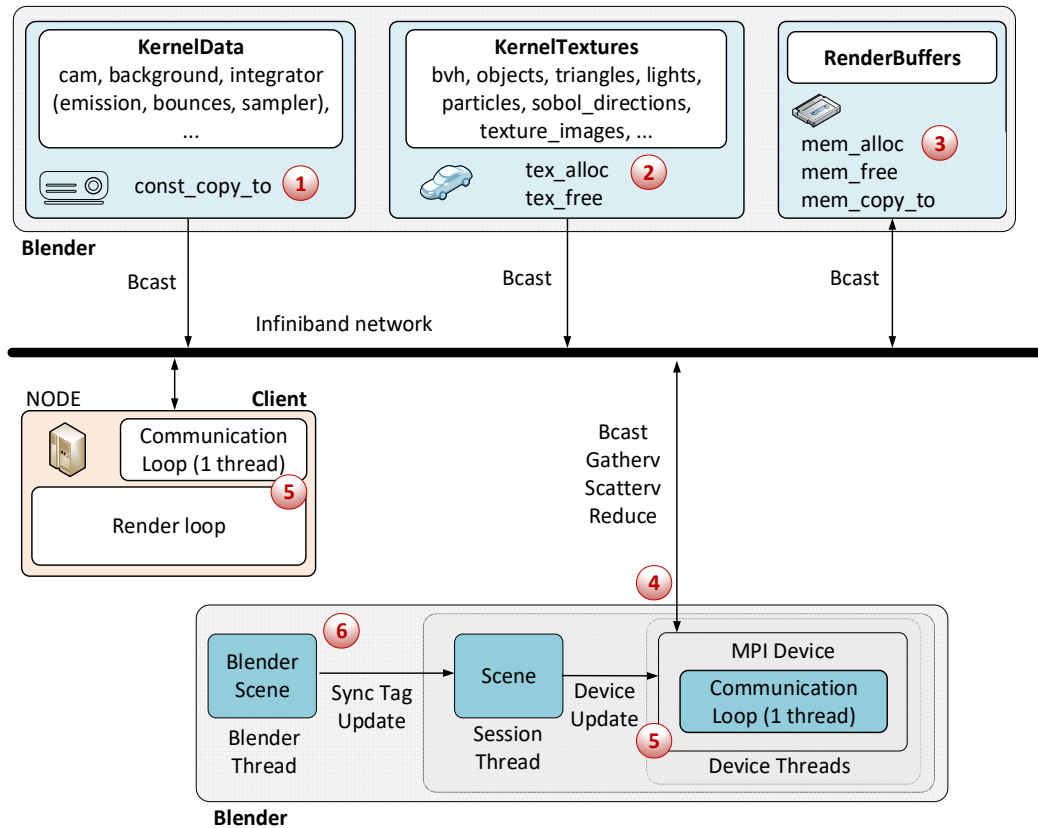 KernelData
cam, background, integrator
(emission, bounces, sampler),
...
const_copy_to
1
KernelTextures
bvh, objects, triangles, lights,
particles, sobol_directions,
texture_images, ...
tex_alloc
tex_free
2
RenderBuffers
mem_alloc
mem_free
mem_copy_to
3
Blender
Bcast
Bcast
Bcast
Infiniband network
NODE
Client
Communication
Loop (1 thread)
5
Render loop
Bcast
Gatherv
Scatterv
Reduce
4
6
Blender
Scene
Blender
Thread
Sync Tag
Update
Scene
Session
Thread
Device
Update
MPI Device
Communication
Loop (1 thread)
5
Device Threads
Blender